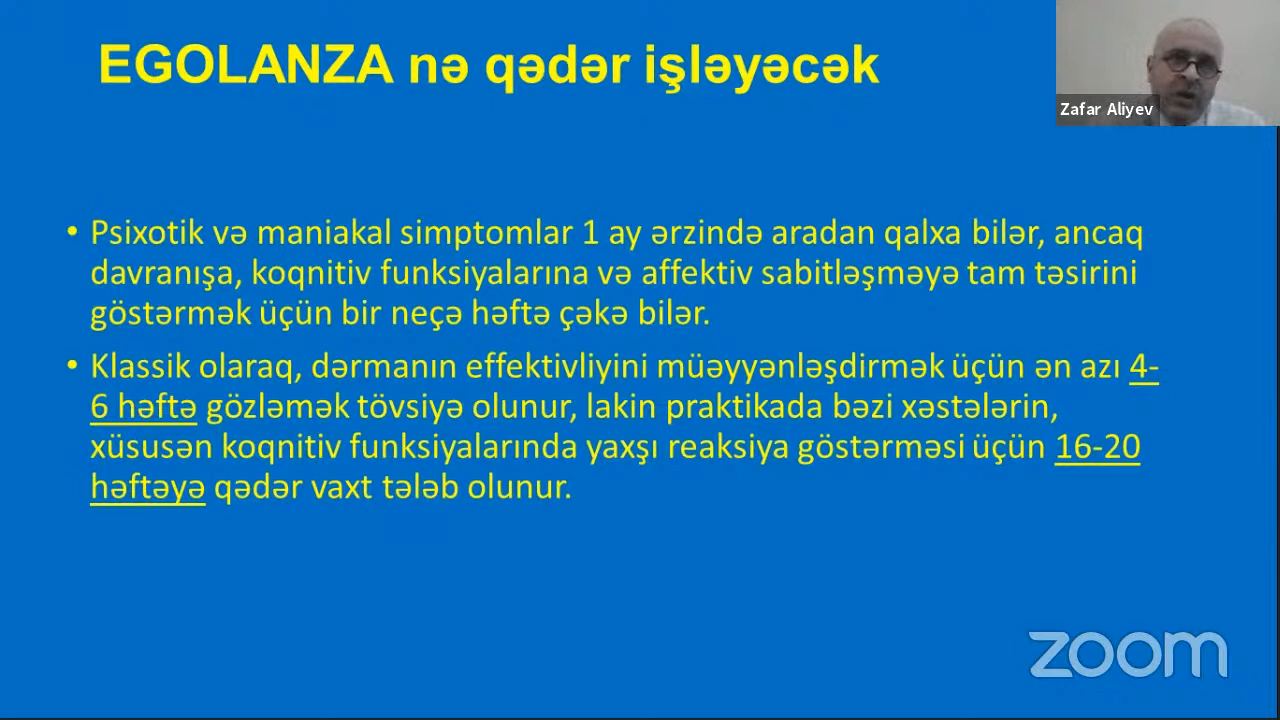 EGOLANZA nə qədər işləyəcək
Zafar Aliyev
• Psixotik və maniakal simptomlar 1 ay ərzində aradan qalxa bilər, ancaq
davranışa, koqnitiv funksiyalarına və affektiv sabitləşməyə tam təsirini
göstərmək üçün bir neçə həftə çəkə bilər.
• Klassik olaraq, dərmanın effektivliyini müəyyənləşdirmək üçün ən azı 4-
6 həftə gözləmək tövsiyə olunur, lakin praktikada bəzi xəstələrin,
xüsusən koqnitiv funksiyalarında yaxşı reaksiya göstərməsi üçün 16-20
həftəyə qədər vaxt tələb olunur.
zoom